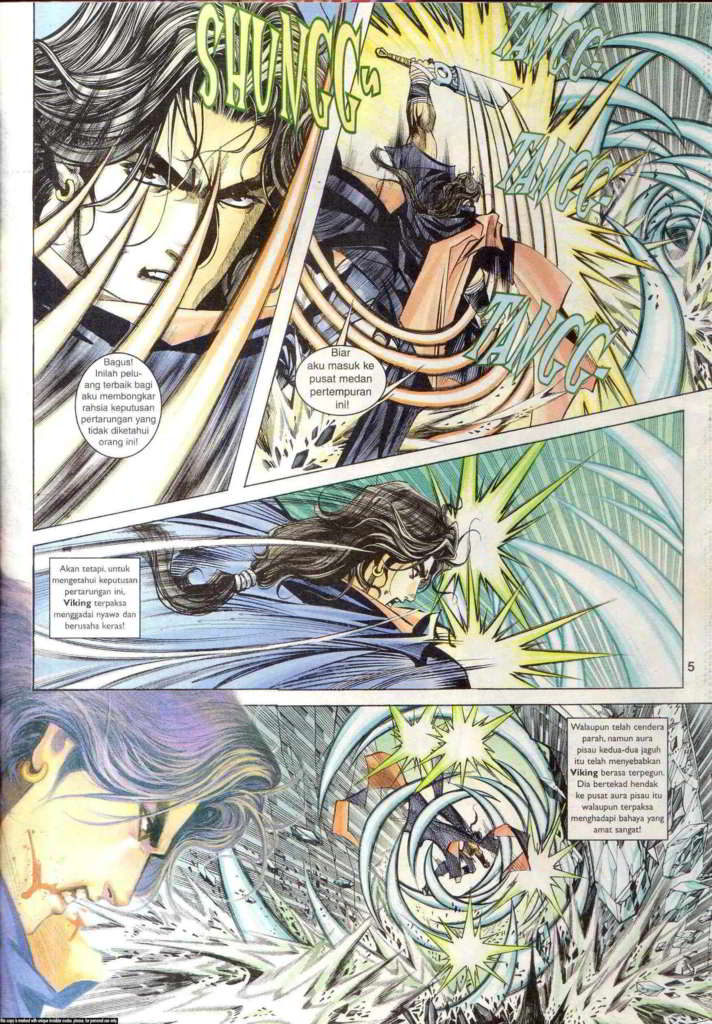 SHUNGGS
TANGG-
TANGG-
TANGG-
Bagus!
Inilah pelu-
ang terbaik bagi
aku membongkar
rahsia keputusan
pertarungan yang
tidak diketahui
orang ini!
Biar
aku masuk ke
pusat medan
pertempuran
ini!
Akan tetapi, untuk
mengetahui keputusan
pertarungan ini,
Viking terpaksa
menggadai nyawa dan
berusaha keras!
5
Walaupun telah cendera
parah, namun aura
pisau kedua-dua jaguh
itu telah menyebabkan
Viking berasa terpegun.
Dia bertekad hendak
ke pusat aura pisau itu
walaupun terpaksa
menghadapi bahaya yang
amat sangat!